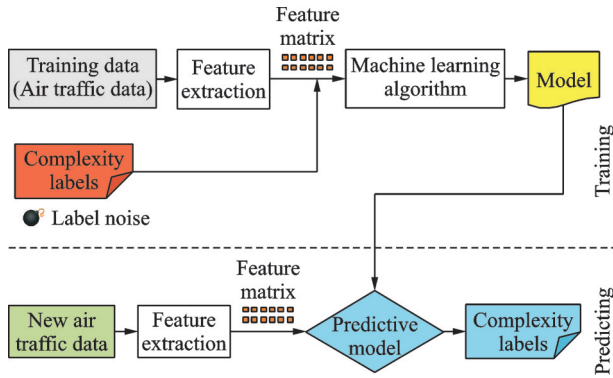 Feature
matrix
Training data
(Air traffic data)
Feature
extraction
Machine learning
algorithm
Model
Complexity
labels
Label noise
Training
Feature
matrix
New air
traffic data
Feature
extraction
Predictive
model
Complexity
labels
Predicting